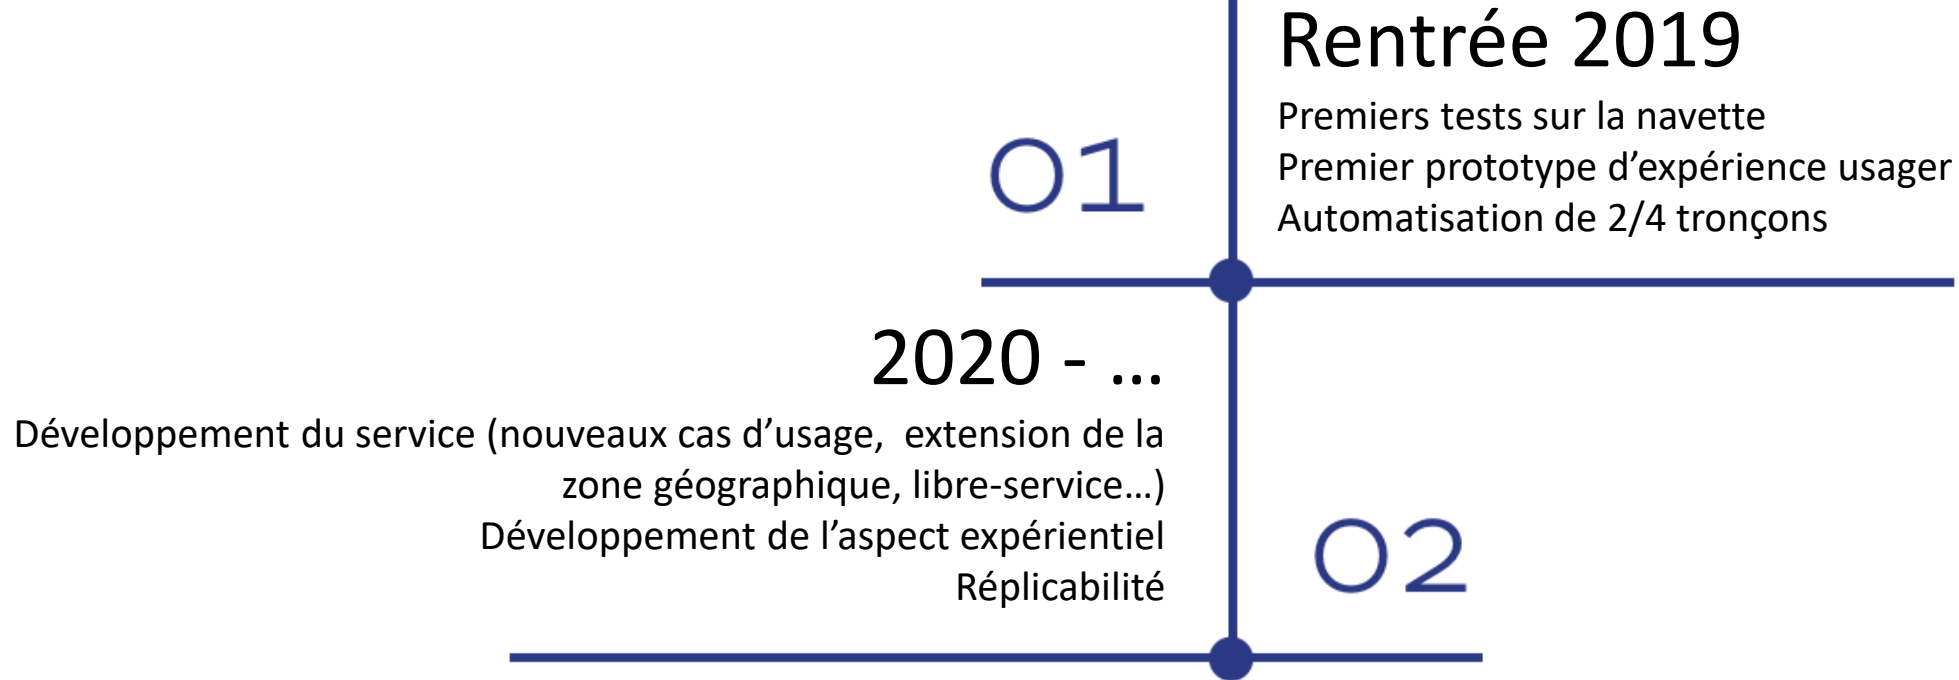 Rentrée 2019
01
Premiers tests sur la navette
Premier prototype d’expérience usager
Automatisation de 2/4 tronçons
2020 - …
Développement du service (nouveaux cas d’usage,  extension de la
zone géographique, libre-service…)
Développement de l’aspect expérientiel
Réplicabilité
02